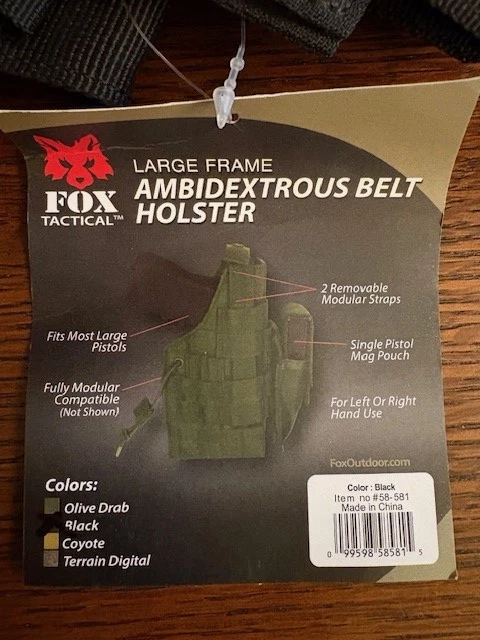 LARGE FRAME
AMBIDEXTROUS BELT
HOLSTER
FOX
TACTICAL™
2 Removable
Modular Straps
Fits Most Large
Pistols
Single Pistol
Mag Pouch
Fully Modular
Compatible
(Not Shown)
For Left Or Right
Hand Use
FoxOutdoor.com
Colors:
Olive Drab
Black
Coyote
Terrain Digital
Color : Black
Item no #58-581
Made in China
0 99598 58581 5